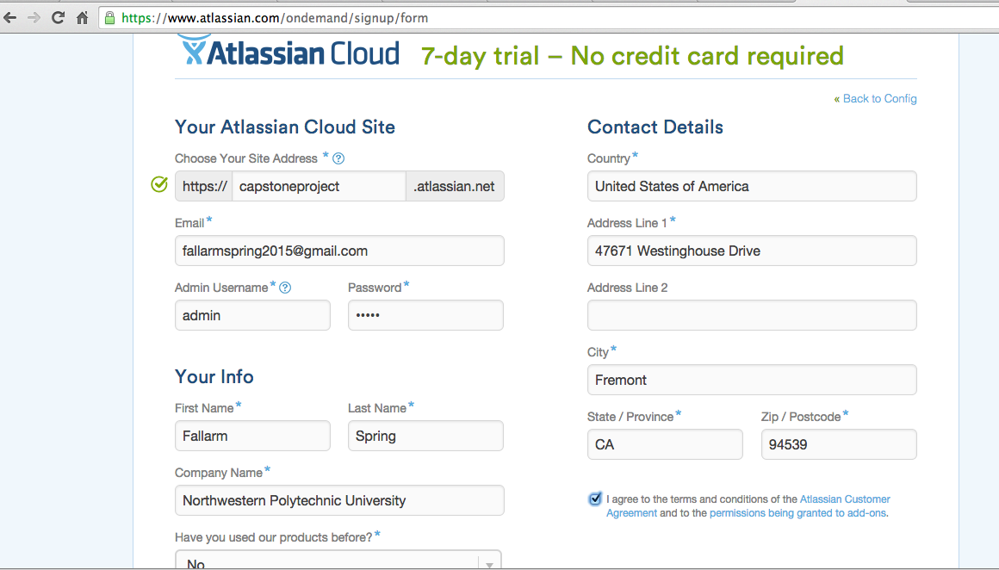 https://www.atlassian.com/ondemand/signup/form
Atlassian Cloud 7-day trial – No credit card required
« Back to Config
Your Atlassian Cloud Site
Choose Your Site Address * ?
https:// capstoneproject .atlassian.net
Email *
fallarmspring2015@gmail.com
Admin Username * ? Password *
admin •••••
Your Info
First Name * Last Name *
Fallarm Spring
Company Name *
Northwestern Polytechnic University
Have you used our products before? *
No
Contact Details
Country *
United States of America
Address Line 1 *
47671 Westinghouse Drive
Address Line 2
City *
Fremont
State / Province * Zip / Postcode *
CA 94539
I agree to the terms and conditions of the Atlassian Customer
Agreement and to the permissions being granted to add-ons.